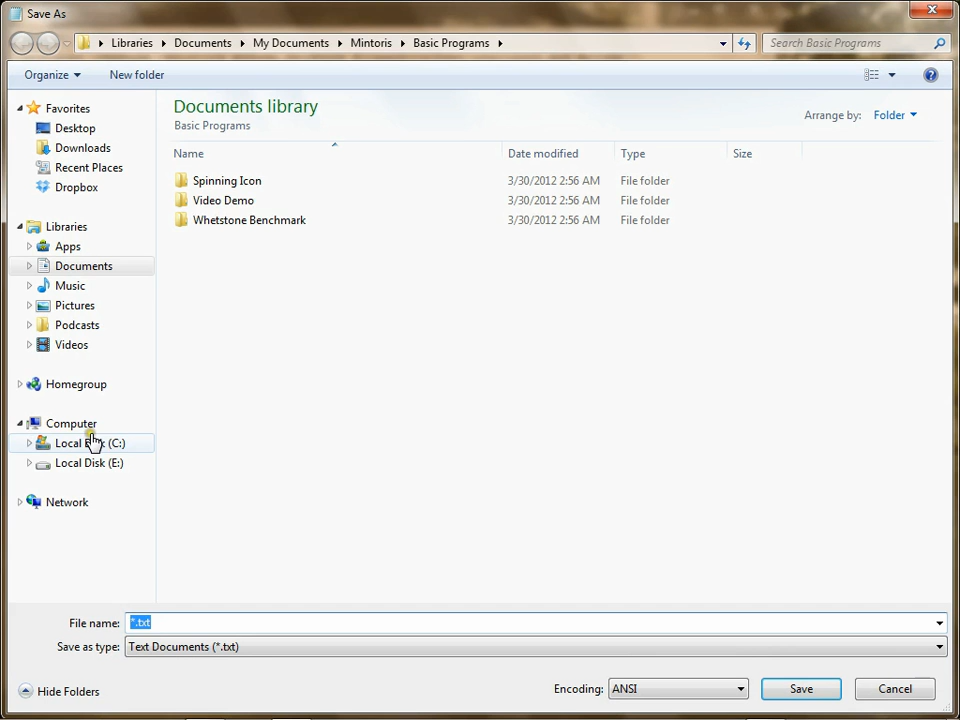 Save As
Libraries Documents My Documents Mintoris Basic Programs
Search Basic Programs
Organize New folder
Favorites
Desktop
Downloads
Recent Places
Dropbox
Libraries
Apps
Documents
Music
Pictures
Podcasts
Videos
Homegroup
Computer
Local Disk (C:)
Local Disk (E:)
Network
Documents library
Basic Programs
Arrange by: Folder
Name Date modified Type Size
Spinning Icon 3/30/2012 2:56 AM File folder
Video Demo 3/30/2012 2:56 AM File folder
Whetstone Benchmark 3/30/2012 2:56 AM File folder
File name: *.txt
Save as type: Text Documents (*.txt)
Hide Folders
Encoding: ANSI Save Cancel